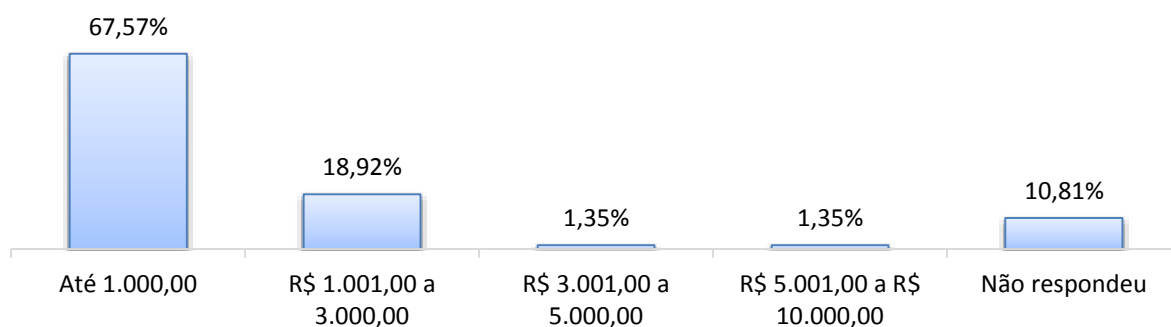 67,57%
18,92%
1,35%
1,35%
10,81%
Até 1.000,00
R$ 1.001,00 a
3.000,00
R$ 3.001,00 a
5.000,00
R$ 5.001,00 a R$
10.000,00
Não respondeu